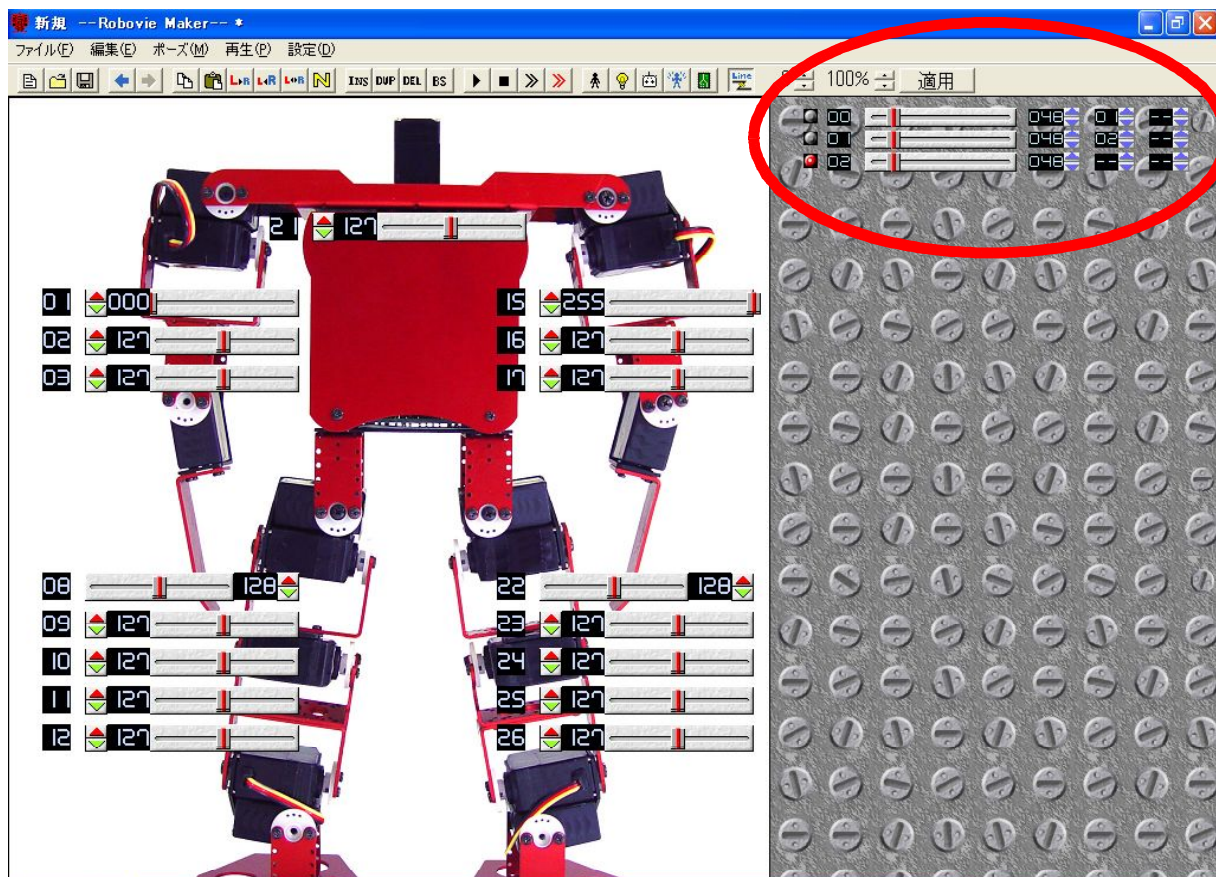 新規 --Robovie Maker-- *
ファイル(F) 編集(E) ポーズ(M) 再生(P) 設定(O)
L▸R L◂R L↔R N INS DUP DEL BS Line 100% 適用
00 048 01 --
01 048 02 --
02 048 -- --
21 127
01 000 15 255
02 127 16 127
03 127 17 127
08 128 22 128
09 127 23 127
10 127 24 127
11 127 25 127
12 127 26 127